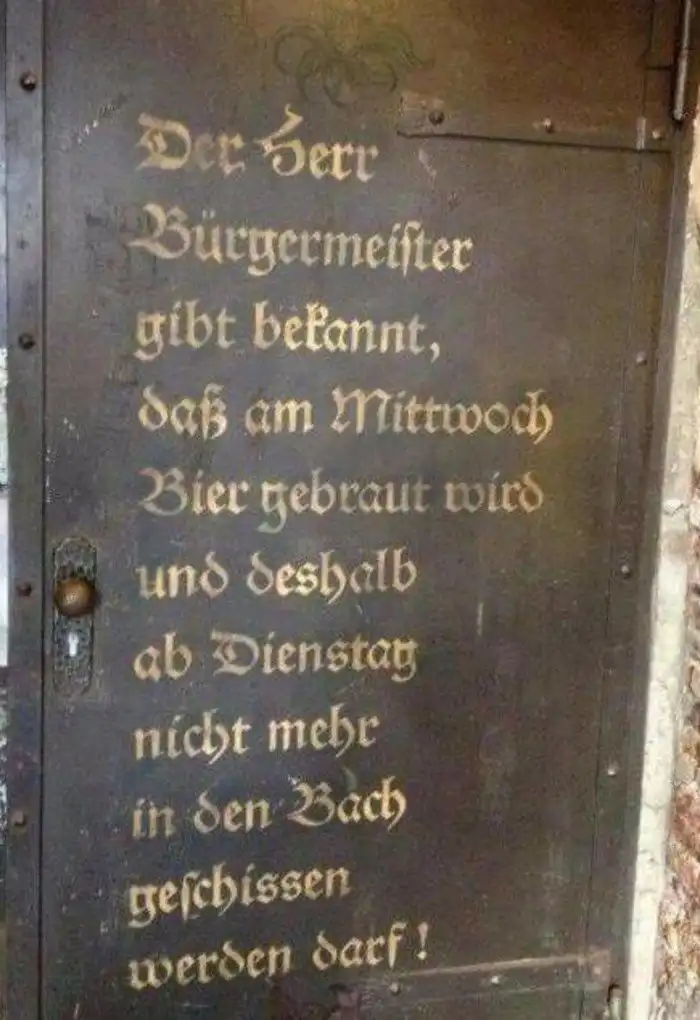 Der Herr
Bürgermeiſter
gibt bekannt,
daß am Mittwoch
Bier gebraut wird
und deshalb
ab Dienstag
nicht mehr
in den Bach
geſchissen
werden darf!